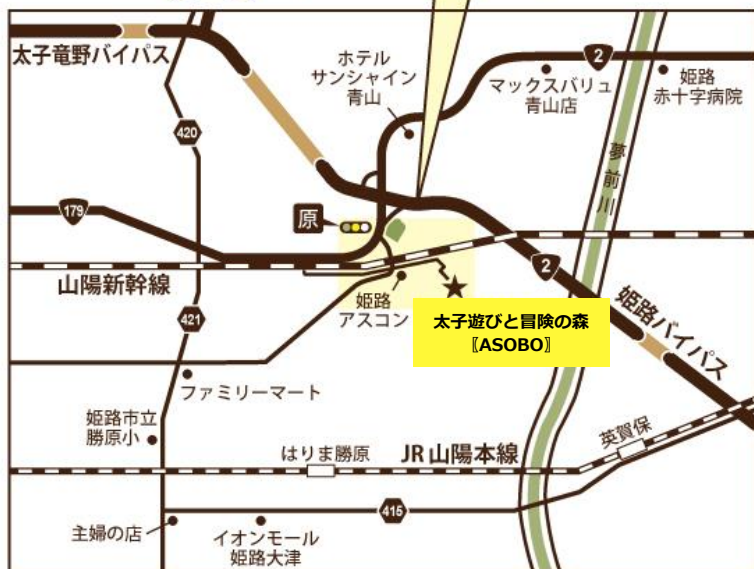 太子竜野バイパス
ホテル
サンシャイン
青山
2
マックスバリュ
青山店
姫路
赤十字病院
420
夢前川
179
原
2
山陽新幹線
姫路
アスコン
太子遊びと冒険の森
〖ASOBO〗
姫路バイパス
421
ファミリーマート
姫路市立
勝原小
はりま勝原
JR山陽本線
英賀保
415
主婦の店
イオンモール
姫路大津